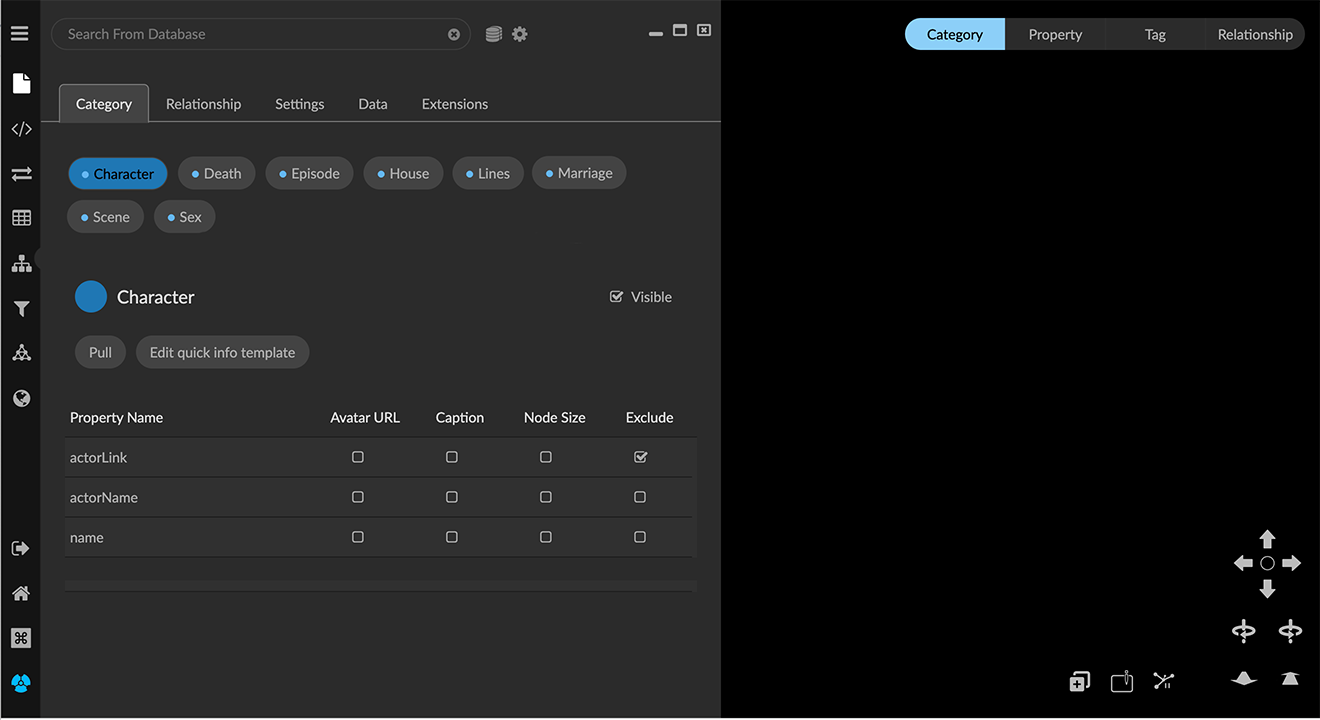 Search From Database
Category Property Tag Relationship
Category Relationship Settings Data Extensions
Character Death Episode House Lines Marriage
Scene Sex
Character Visible
Pull Edit quick info template
Property Name Avatar URL Caption Node Size Exclude
actorLink
actorName
name